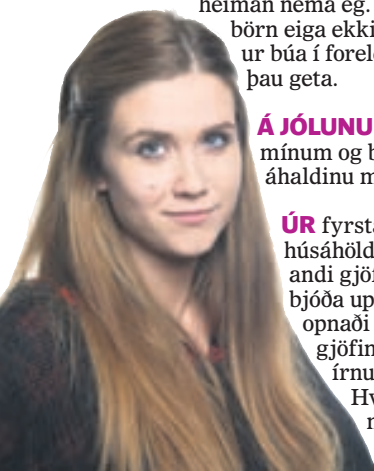 heiman nema ég.
börn eiga ekki
ur búa í forel
þau geta.
Á JÓLUNU
mínum og b
áhaldinu m
ÚR fyrsta
húsáhöld
andi gjöf
bjóða up
opnaði
gjöfin
írnu
Hv